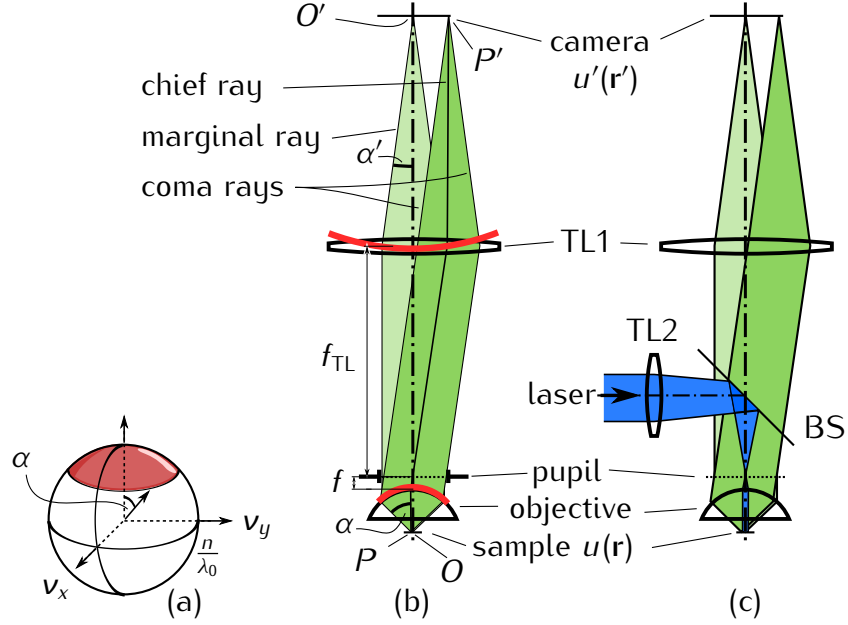 O′
P′
camera
u′(r′)
chief ray
marginal ray
α′
coma rays
TL1
TL2
f_TL
laser
BS
α
f
pupil
objective
α
ν_y
n/λ₀
sample u(r)
P
O
ν_x
(a)
(b)
(c)